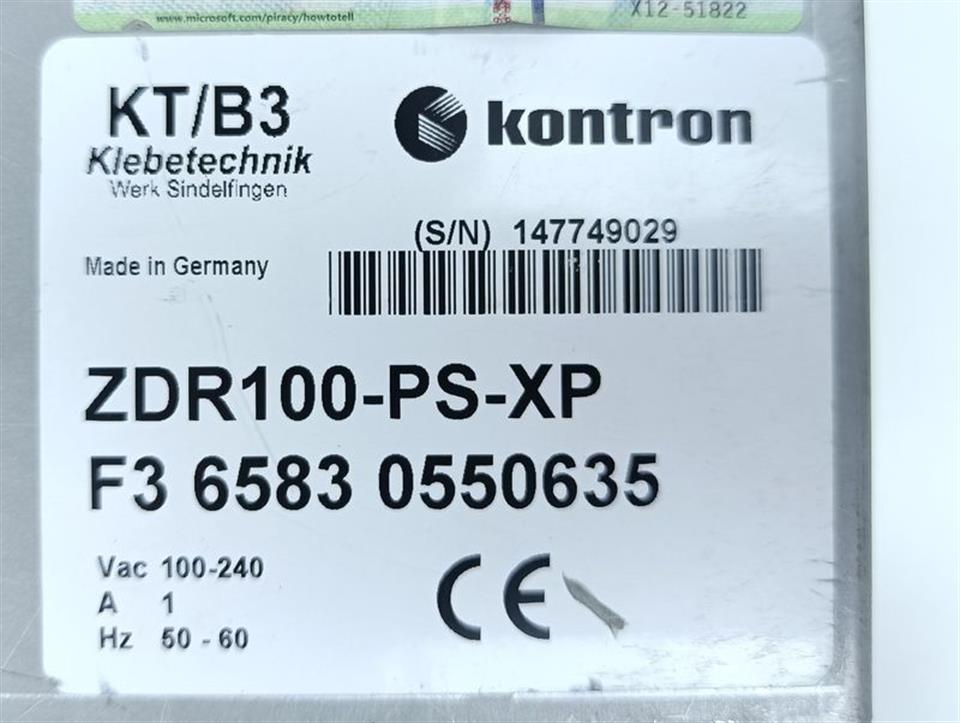 www.microsoft.com/piracy/howtotell
X12-51822
KT/B3
kontron
Klebetechnik
Werk Sindelfingen
(S/N) 147749029
Made in Germany
ZDR100-PS-XP
F3 6583 0550635
Vac 100-240
A 1
Hz 50 - 60
CE